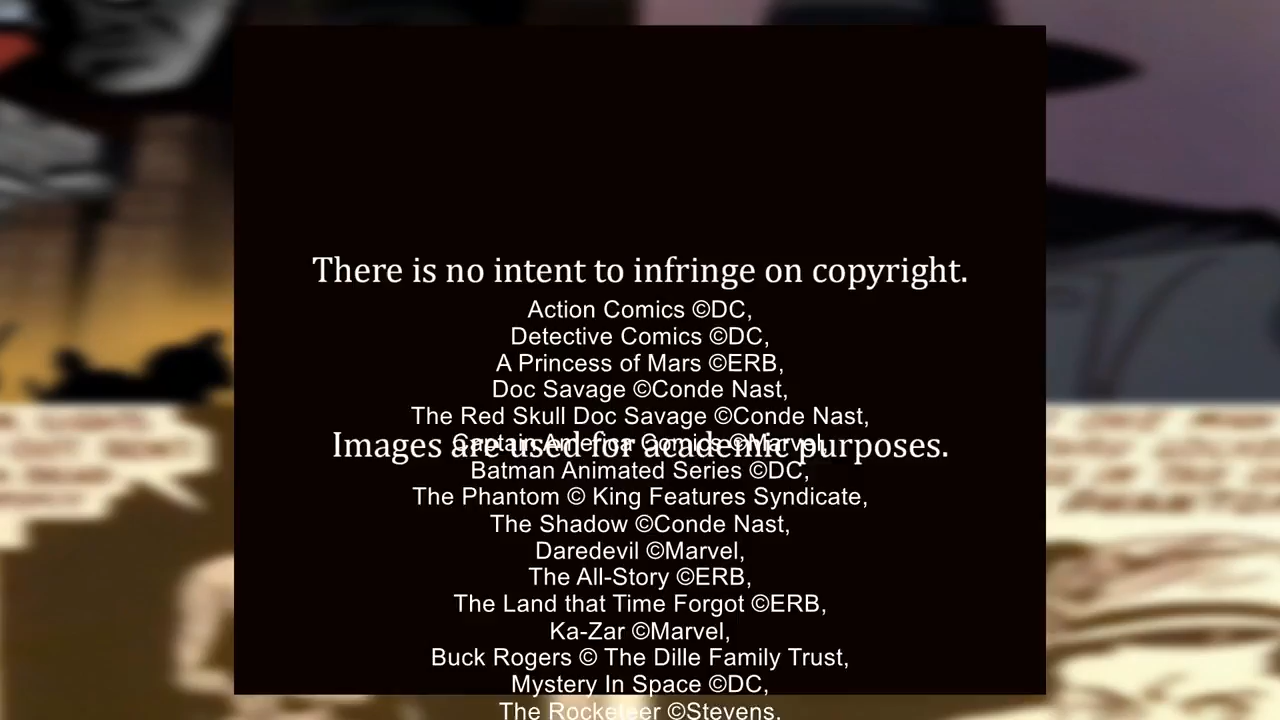 There is no intent to infringe on copyright.
Action Comics ©DC,
Detective Comics ©DC,
A Princess of Mars ©ERB,
Doc Savage ©Conde Nast,
The Red Skull Doc Savage ©Conde Nast,
Captain America Comics ©Marvel,
Images are used for academic purposes.
Batman Animated Series ©DC,
The Phantom © King Features Syndicate,
The Shadow ©Conde Nast,
Daredevil ©Marvel,
The All-Story ©ERB,
The Land that Time Forgot ©ERB,
Ka-Zar ©Marvel,
Buck Rogers © The Dille Family Trust,
Mystery In Space ©DC,
The Rocketeer ©Stevens,